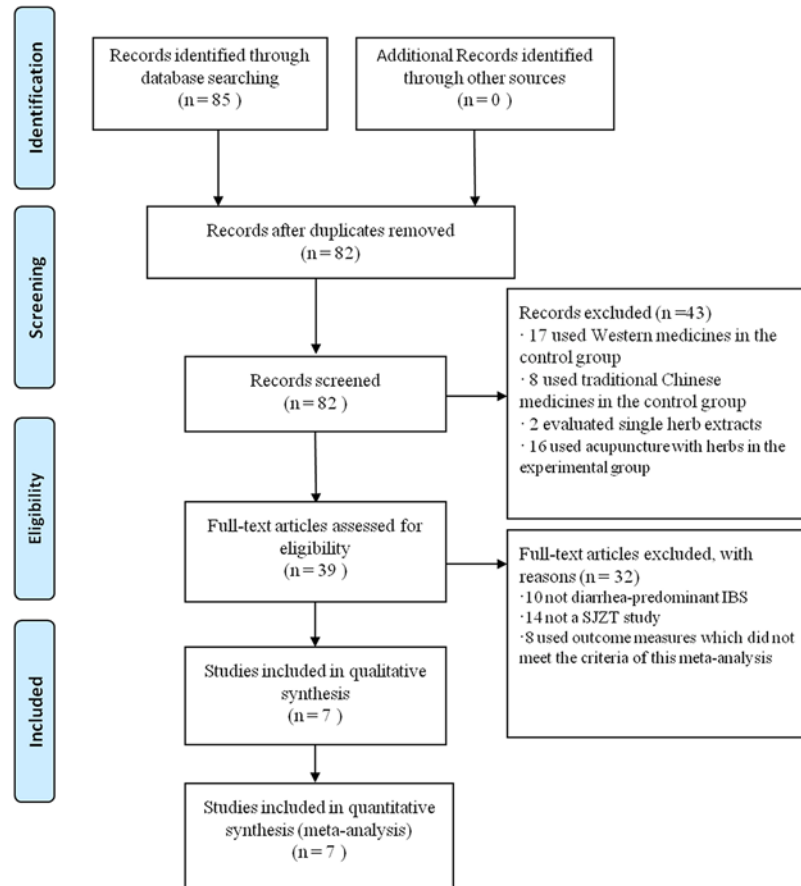 Identification
Records identified through
database searching
(n = 85 )
Additional Records identified
through other sources
(n = 0 )
Screening
Records after duplicates removed
(n = 82)
Records screened
(n = 82 )
Records excluded (n =43)
· 17 used Western medicines in the
control group
· 8 used traditional Chinese
medicines in the control group
· 2 evaluated single herb extracts
· 16 used acupuncture with herbs in the
experimental group
Eligibility
Full-text articles assessed for
eligibility
(n = 39 )
Full-text articles excluded, with
reasons (n = 32)
·10 not diarrhea-predominant IBS
·14 not a SJZT study
·8 used outcome measures which did not
meet the criteria of this meta-analysis
Included
Studies included in qualitative
synthesis
(n = 7 )
Studies included in quantitative
synthesis (meta-analysis)
(n = 7 )